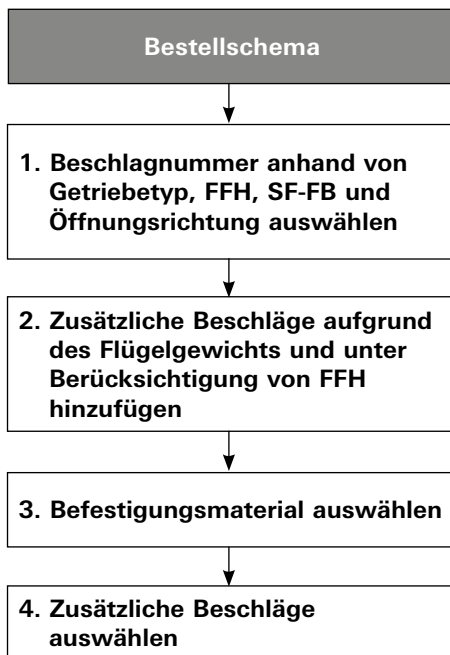 Bestellschema
1. Beschlagnummer anhand von
Getriebetyp, FFH, SF-FB und
Öffnungsrichtung auswählen
2. Zusätzliche Beschläge aufgrund
des Flügelgewichts und unter
Berücksichtigung von FFH
hinzufügen
3. Befestigungsmaterial auswählen
4. Zusätzliche Beschläge
auswählen